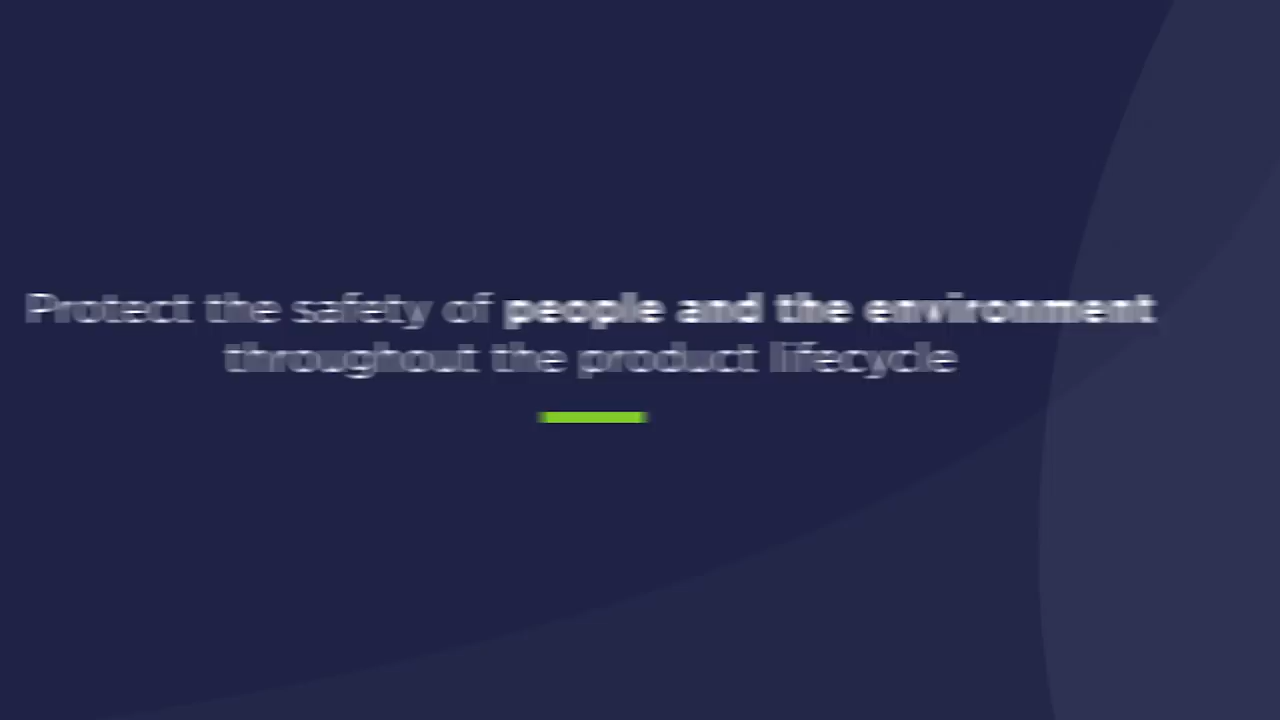 Protect the safety of people and the environment
throughout the product lifecycle